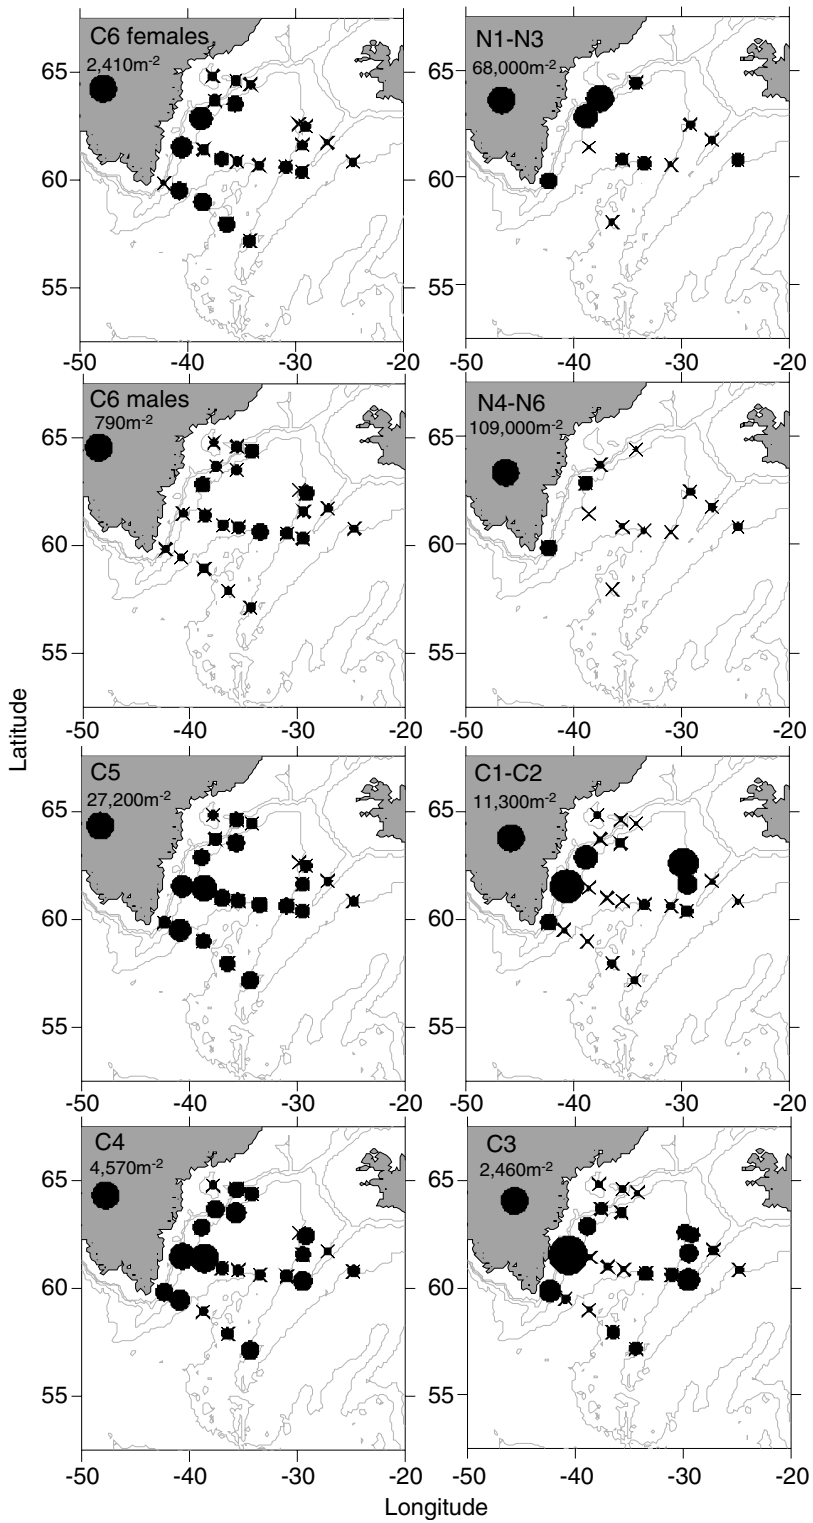 C6 females
2,410m-2
65
60
55
-50 -40 -30 -20
N1-N3
68,000m-2
65
60
55
-50 -40 -30 -20
C6 males
790m-2
65
60
55
-50 -40 -30 -20
N4-N6
109,000m-2
65
60
55
-50 -40 -30 -20
Latitude
C5
27,200m-2
65
60
55
-50 -40 -30 -20
C1-C2
11,300m-2
65
60
55
-50 -40 -30 -20
C4
4,570m-2
65
60
55
-50 -40 -30 -20
C3
2,460m-2
65
60
55
-50 -40 -30 -20
Longitude